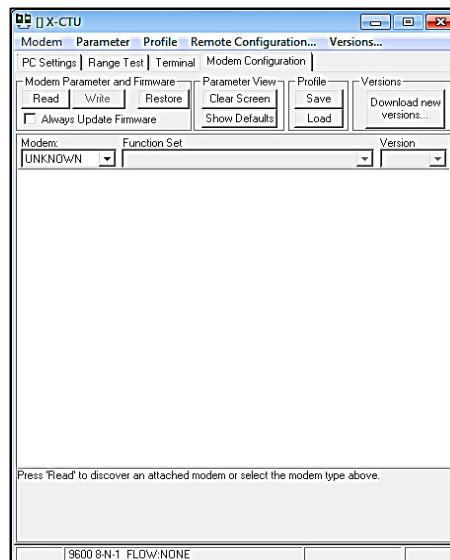 [] X-CTU
Modem Parameter Profile Remote Configuration... Versions...
PC Settings Range Test Terminal Modem Configuration
Modem Parameter and Firmware Parameter View Profile Versions
Read Write Restore Clear Screen Save Download new versions...
Always Update Firmware Show Defaults Load
Modem: Function Set Version
UNKNOWN
Press 'Read' to discover an attached modem or select the modem type above.
9600 8-N-1 FLOW:NONE